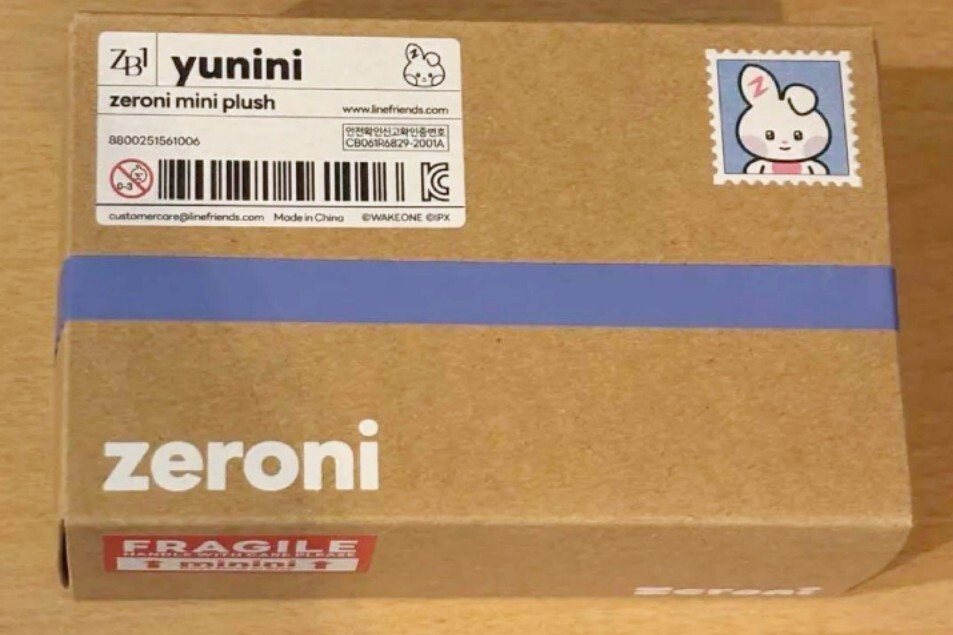 ZB1 yunini
zeroni mini plush
www.linefriends.com
8800251561006
안전확인신고확인증번호
CB061R6829-2001A
0-3
customercare@linefriends.com Made in China ©WAKEONE ©IPX
Z
zeroni
FRAGILE
HANDLE WITH CARE PLEASE
minini
zeroni